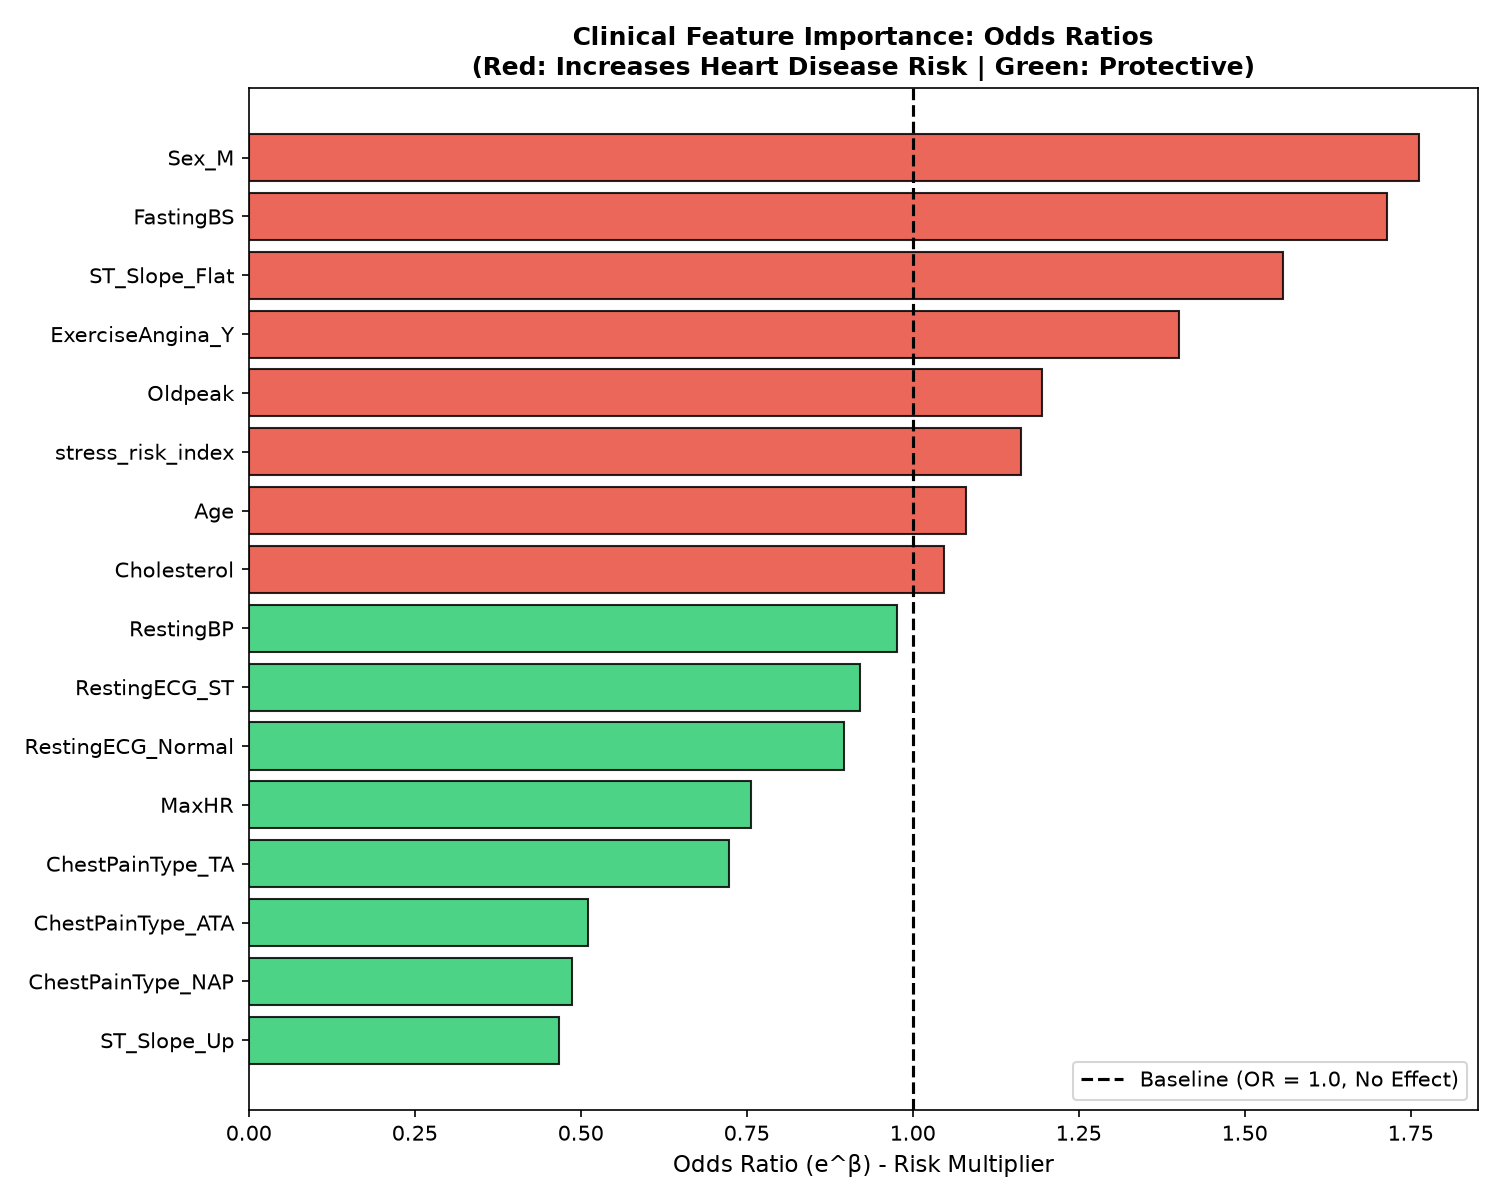 Clinical Feature Importance: Odds Ratios
(Red: Increases Heart Disease Risk | Green: Protective)
Sex_M
FastingBS
ST_Slope_Flat
ExerciseAngina_Y
Oldpeak
stress_risk_index
Age
Cholesterol
RestingBP
RestingECG_ST
RestingECG_Normal
MaxHR
ChestPainType_TA
ChestPainType_ATA
ChestPainType_NAP
ST_Slope_Up
Baseline (OR = 1.0, No Effect)
0.00 0.25 0.50 0.75 1.00 1.25 1.50 1.75
Odds Ratio (e^β) - Risk Multiplier